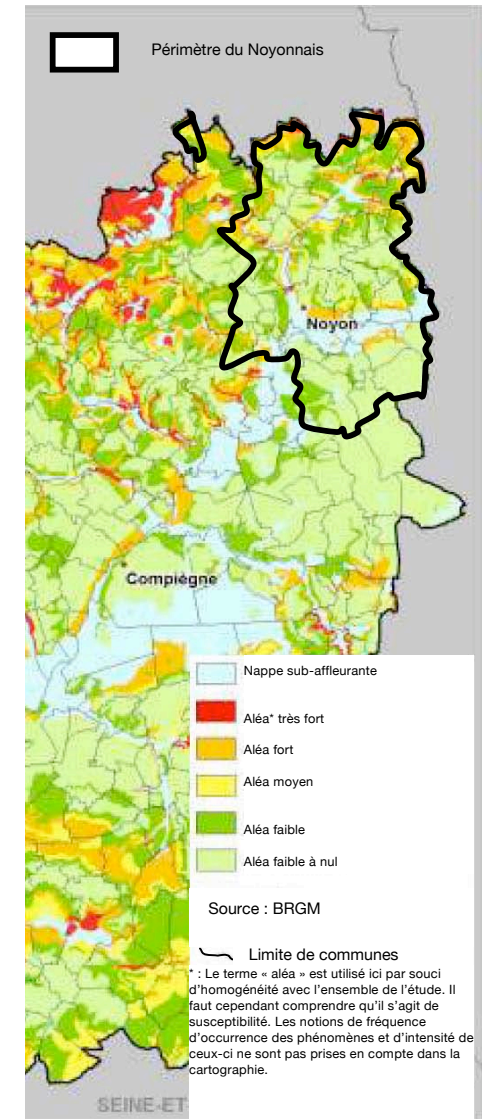 Périmètre du Noyonnais
Noyon
Compiègne
Nappe sub-affleurante
Aléa* très fort
Aléa fort
Aléa moyen
Aléa faible
Aléa faible à nul
Source : BRGM
Limite de communes
* : Le terme « aléa » est utilisé ici par souci
d'homogénéité avec l'ensemble de l'étude. Il
faut cependant comprendre qu'il s'agit de
susceptibilité. Les notions de fréquence
d'occurrence des phénomènes et d'intensité de
ceux-ci ne sont pas prises en compte dans la
cartographie.
SEINE-ET